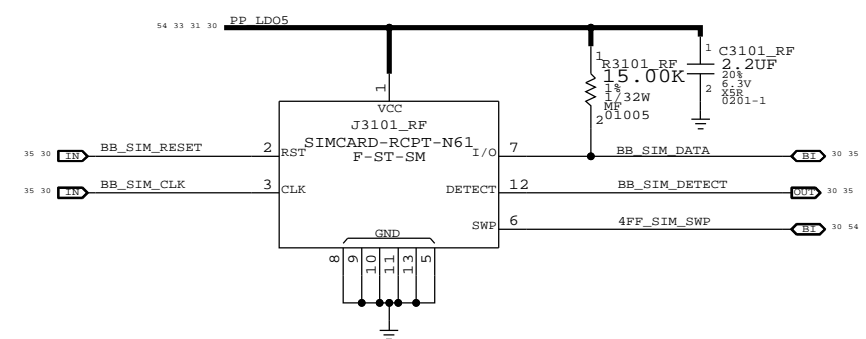 54 33 31 30 PP_LDO5
1 C3101_RF
2.2UF
20%
6.3V
2 X5R
0201-1
1 R3101_RF
15.00K
1%
1/32W
MF
2 01005
1
VCC
J3101_RF
SIMCARD-RCPT-N61
F-ST-SM
35 30 IN BB_SIM_RESET 2 RST
I/O 7 BB_SIM_DATA BI 30 35
35 30 IN BB_SIM_CLK 3 CLK
DETECT 12 BB_SIM_DETECT OUT 30 35
SWP 6 4FF_SIM_SWP BI 30 54
GND
8 9 10 11 13 5